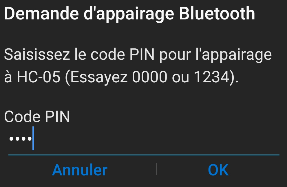 Demande d'appairage Bluetooth
Saisissez le code PIN pour l'appairage
à HC-05 (Essayez 0000 ou 1234).
Code PIN
••••
Annuler
OK